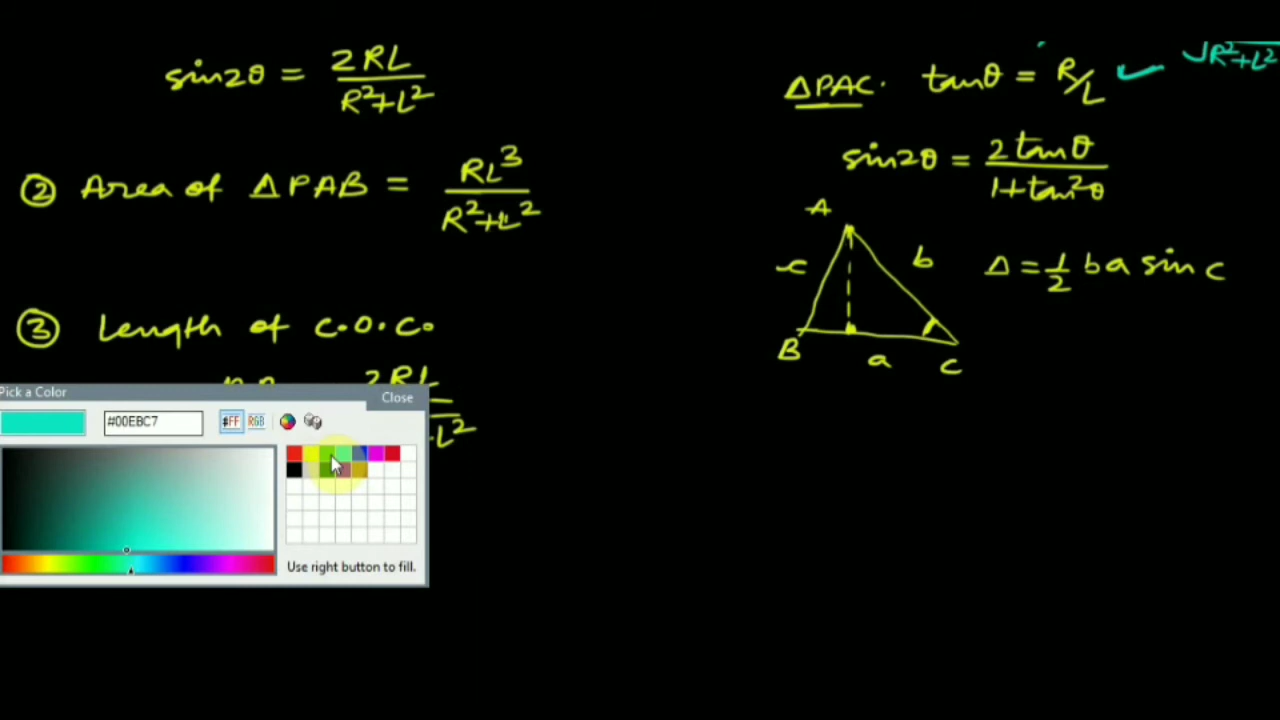 sin2θ = 2RL / R²+L²
② Area of ΔPAB = RL³ / R²+L²
③ Length of C.O.C.
2RL
L²
Pick a Color
Close
#00EBC7
#FF
RGB
Use right button to fill.
√R²+L²
ΔPAC. tanθ = R/L ✓
sin2θ = 2tanθ / 1+tan²θ
A
c
b
Δ = 1/2 ba sin c
B
a
C